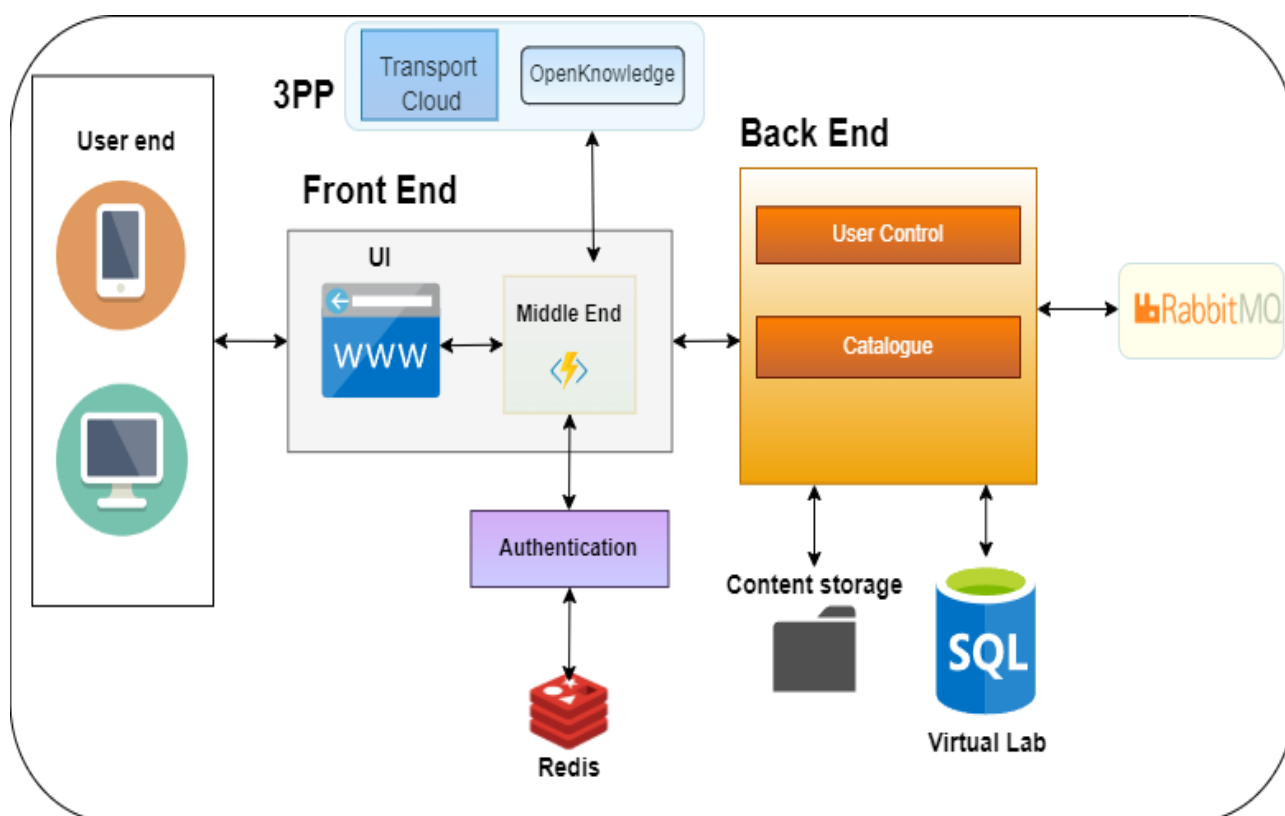 3PP
Transport
Cloud
OpenKnowledge
User end
Front End
Back End
UI
WWW
Middle End
User Control
Catalogue
RabbitMQ
Authentication
Redis
Content storage
SQL
Virtual Lab